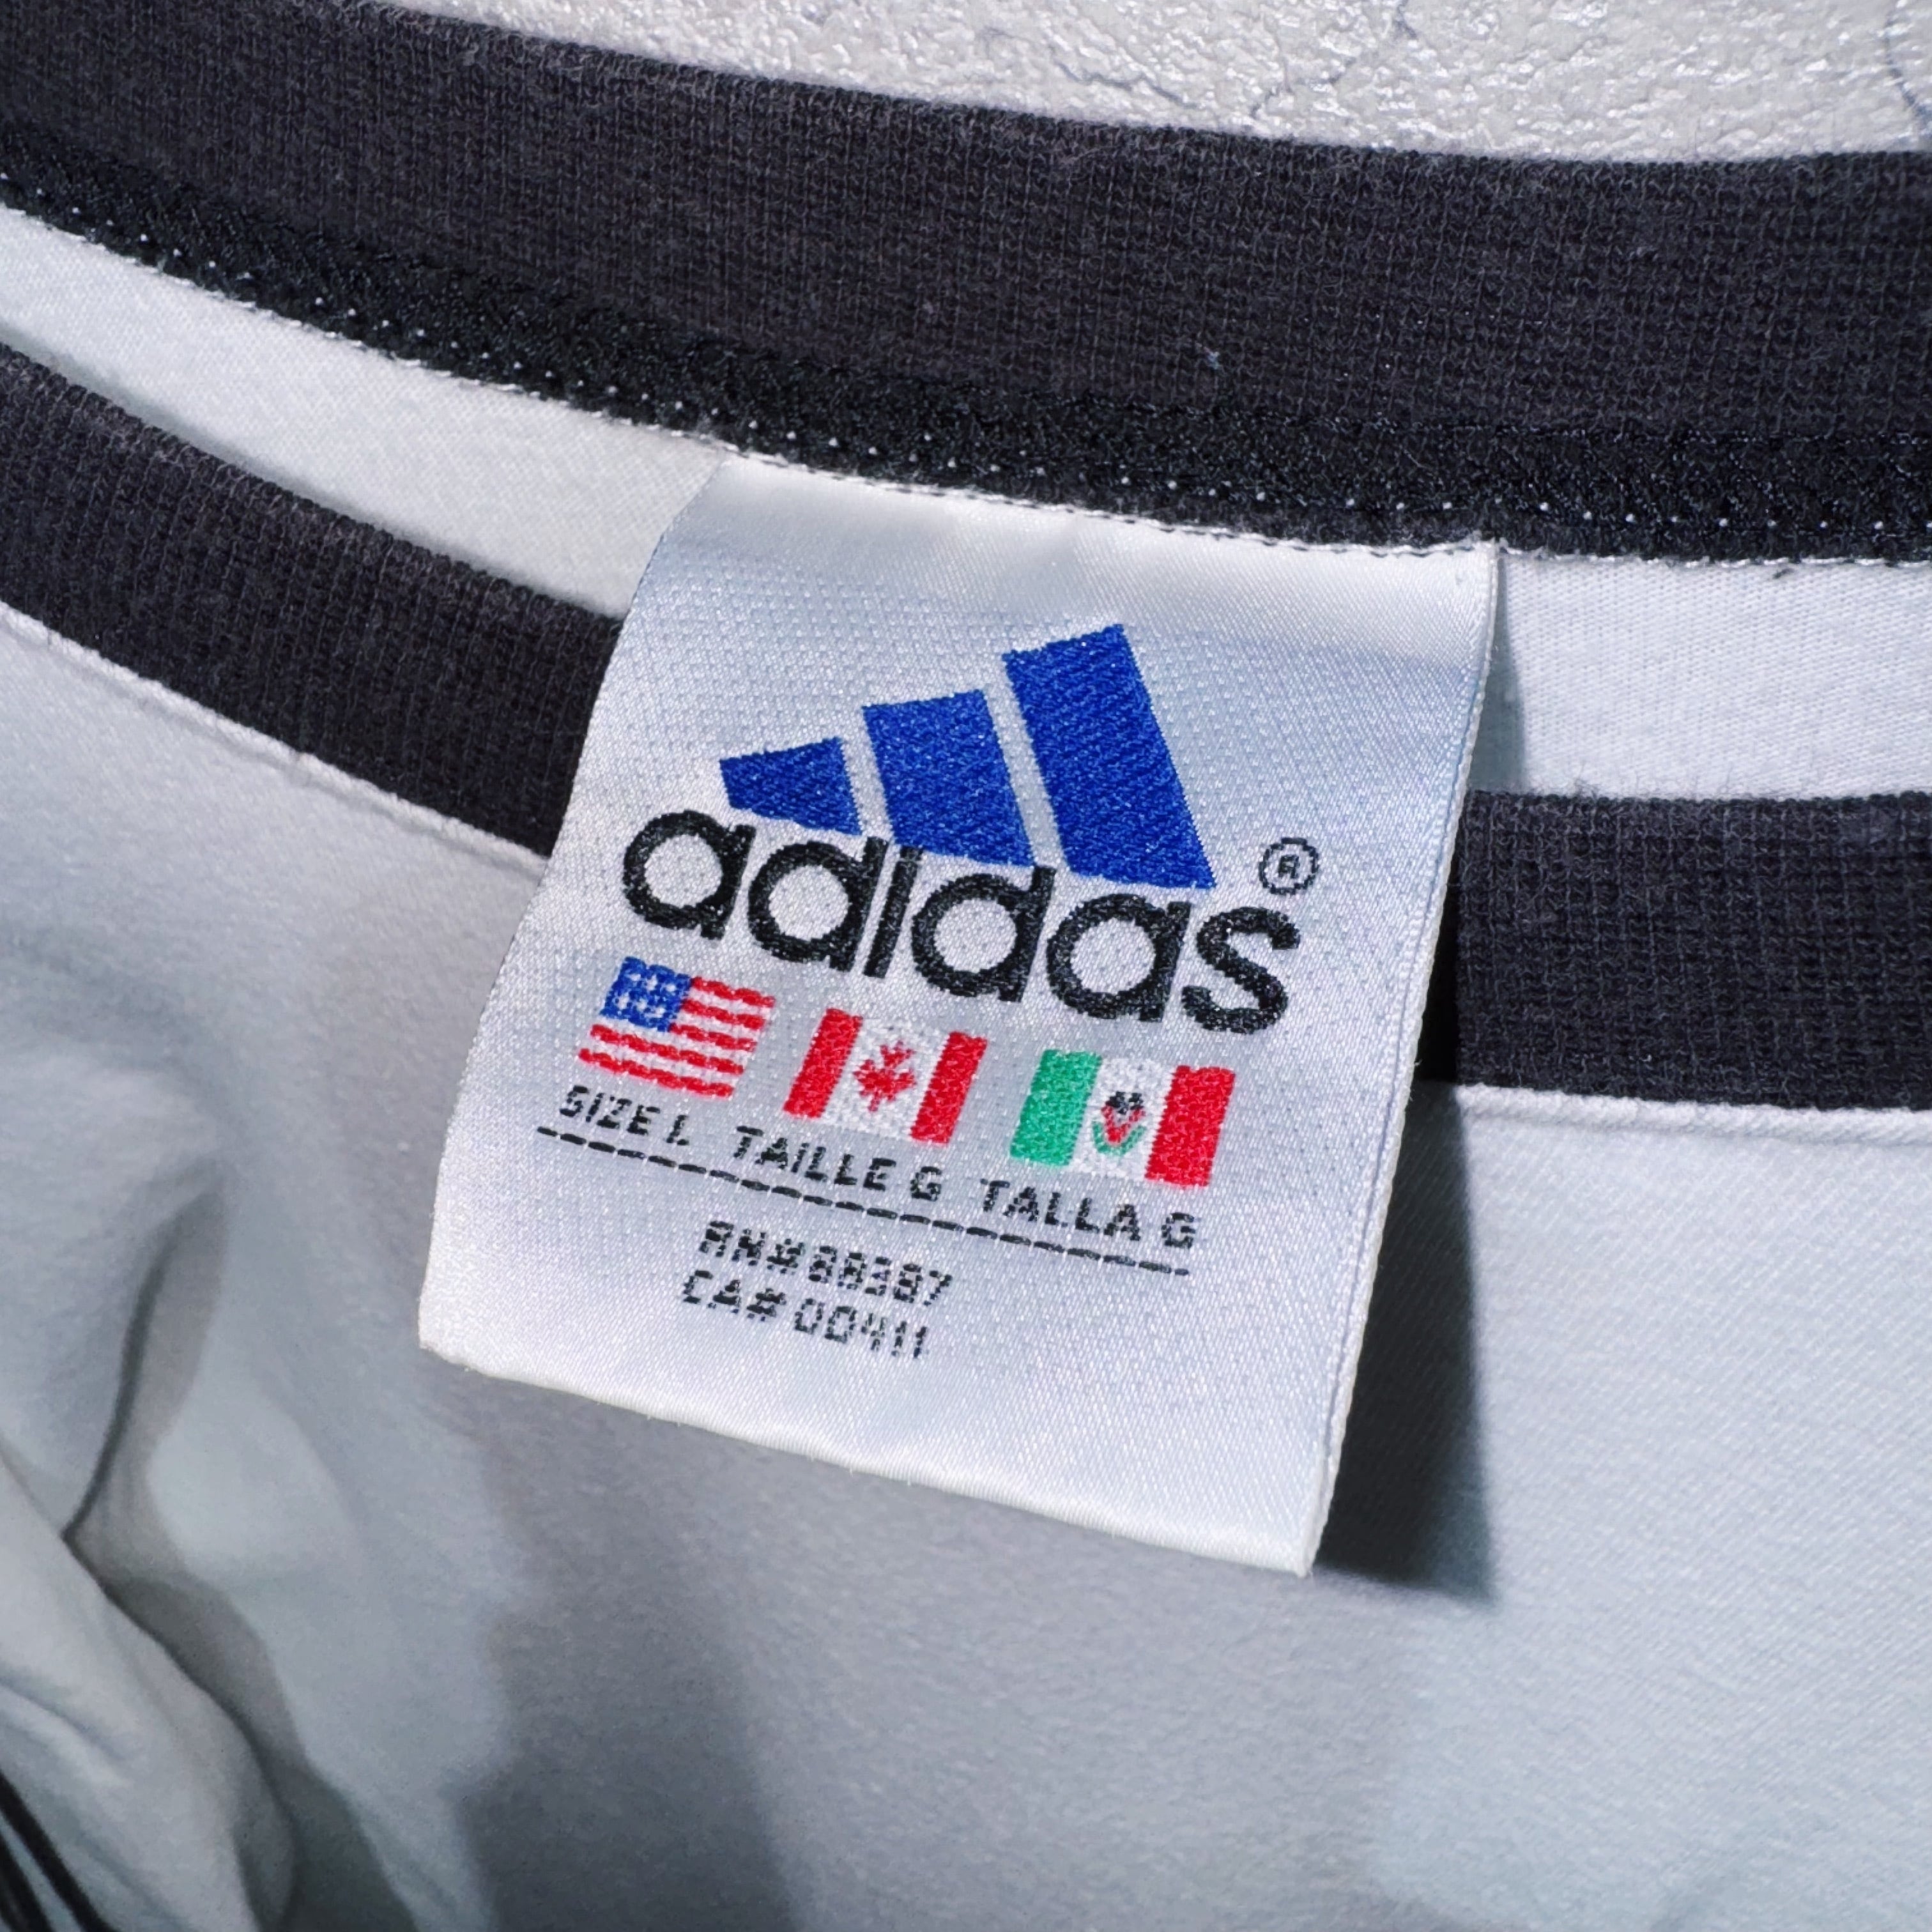 adidas®
SIZE L TAILLE G TALLA G
RN#88387
CA#00411